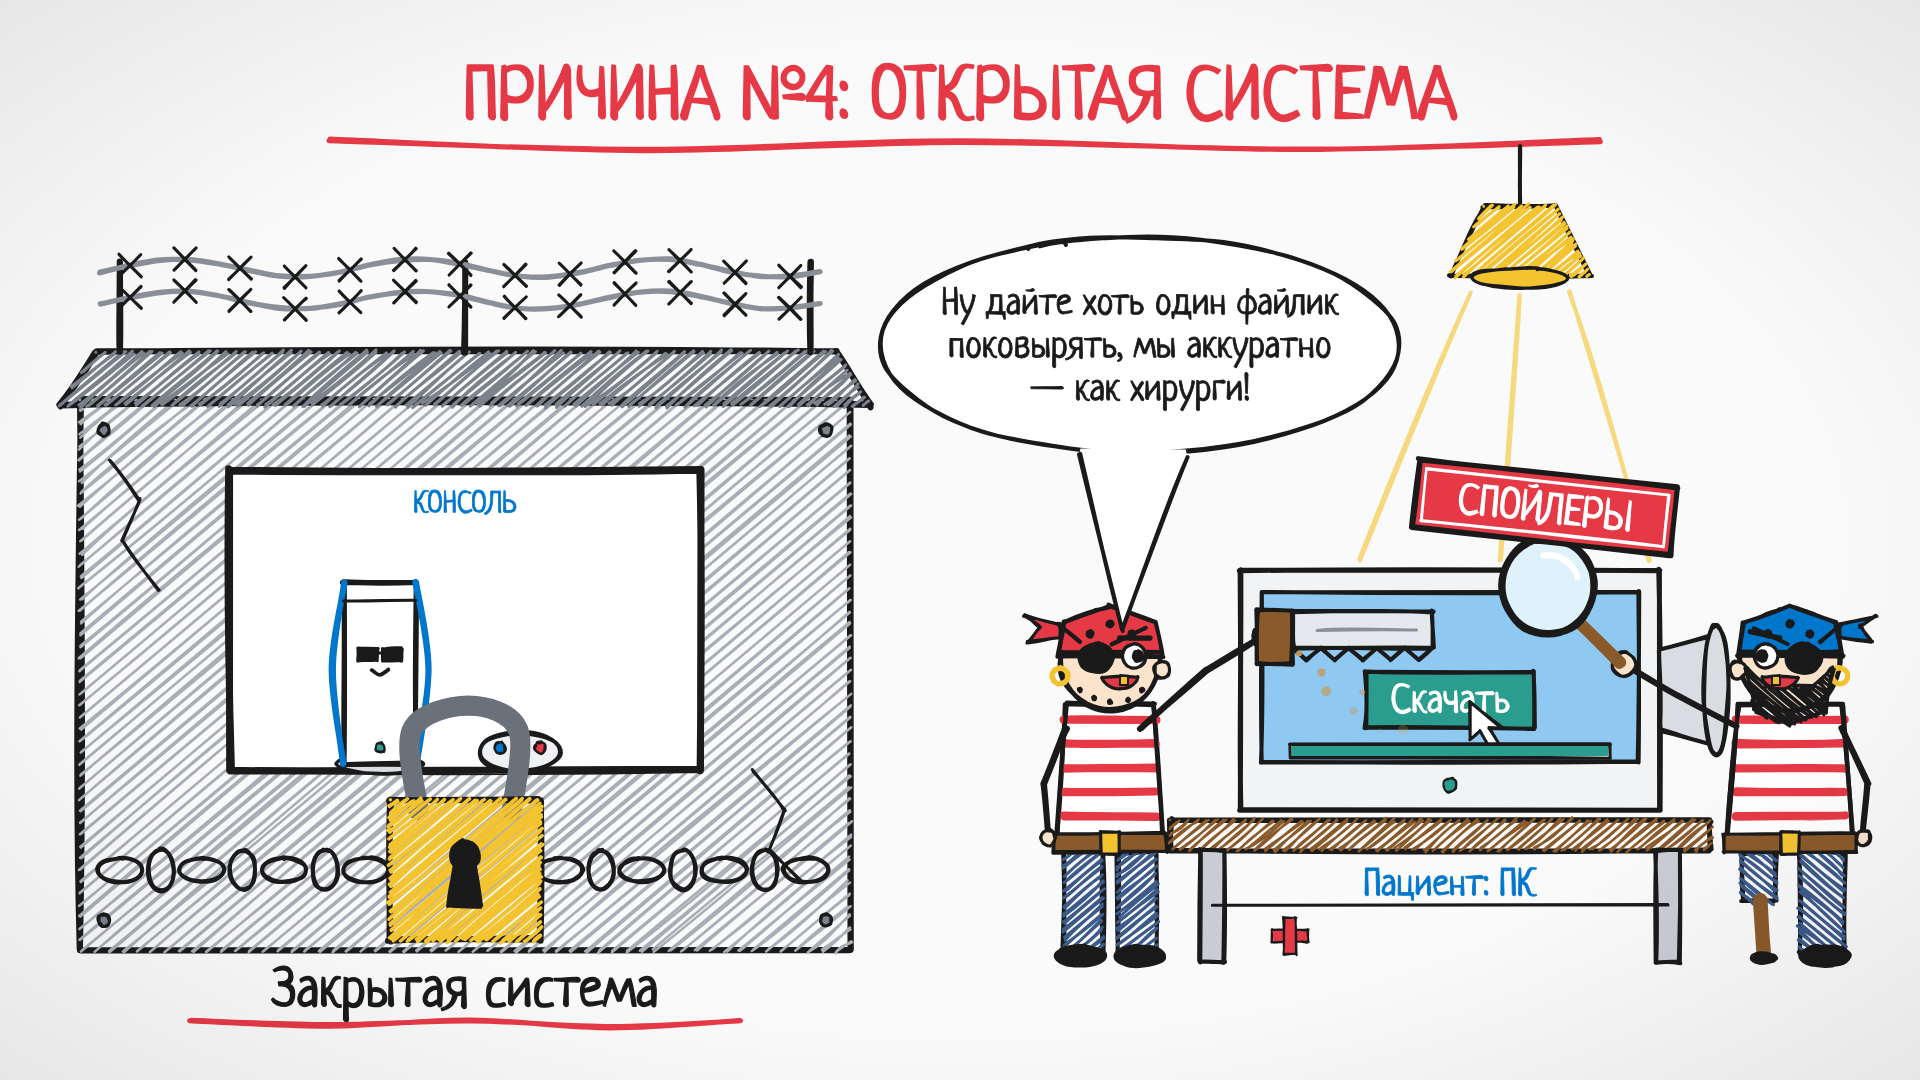 ПРИЧИНА №4: ОТКРЫТАЯ СИСТЕМА
Ну дайте хоть один файлик
поковырять, мы аккуратно
— как хирурги!
КОНСОЛЬ
СПОЙЛЕРЫ
Скачать
Пациент: ПК
Закрытая система